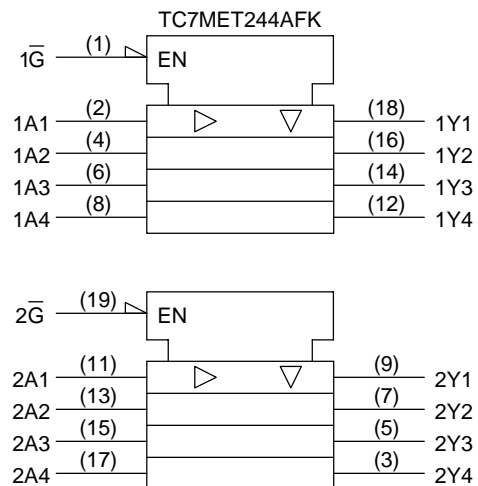 TC7MET244AFK
1G̅ (1) EN
1A1 (2) (18) 1Y1
1A2 (4) (16) 1Y2
1A3 (6) (14) 1Y3
1A4 (8) (12) 1Y4
2G̅ (19) EN
2A1 (11) (9) 2Y1
2A2 (13) (7) 2Y2
2A3 (15) (5) 2Y3
2A4 (17) (3) 2Y4